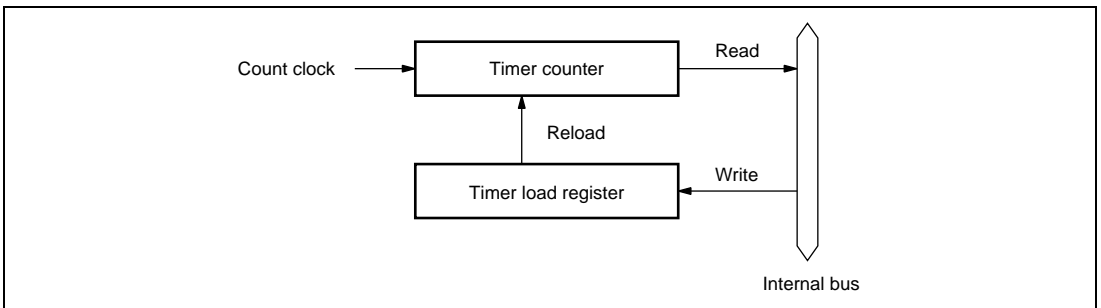 Read
Count clock
Timer counter
Reload
Write
Timer load register
Internal bus